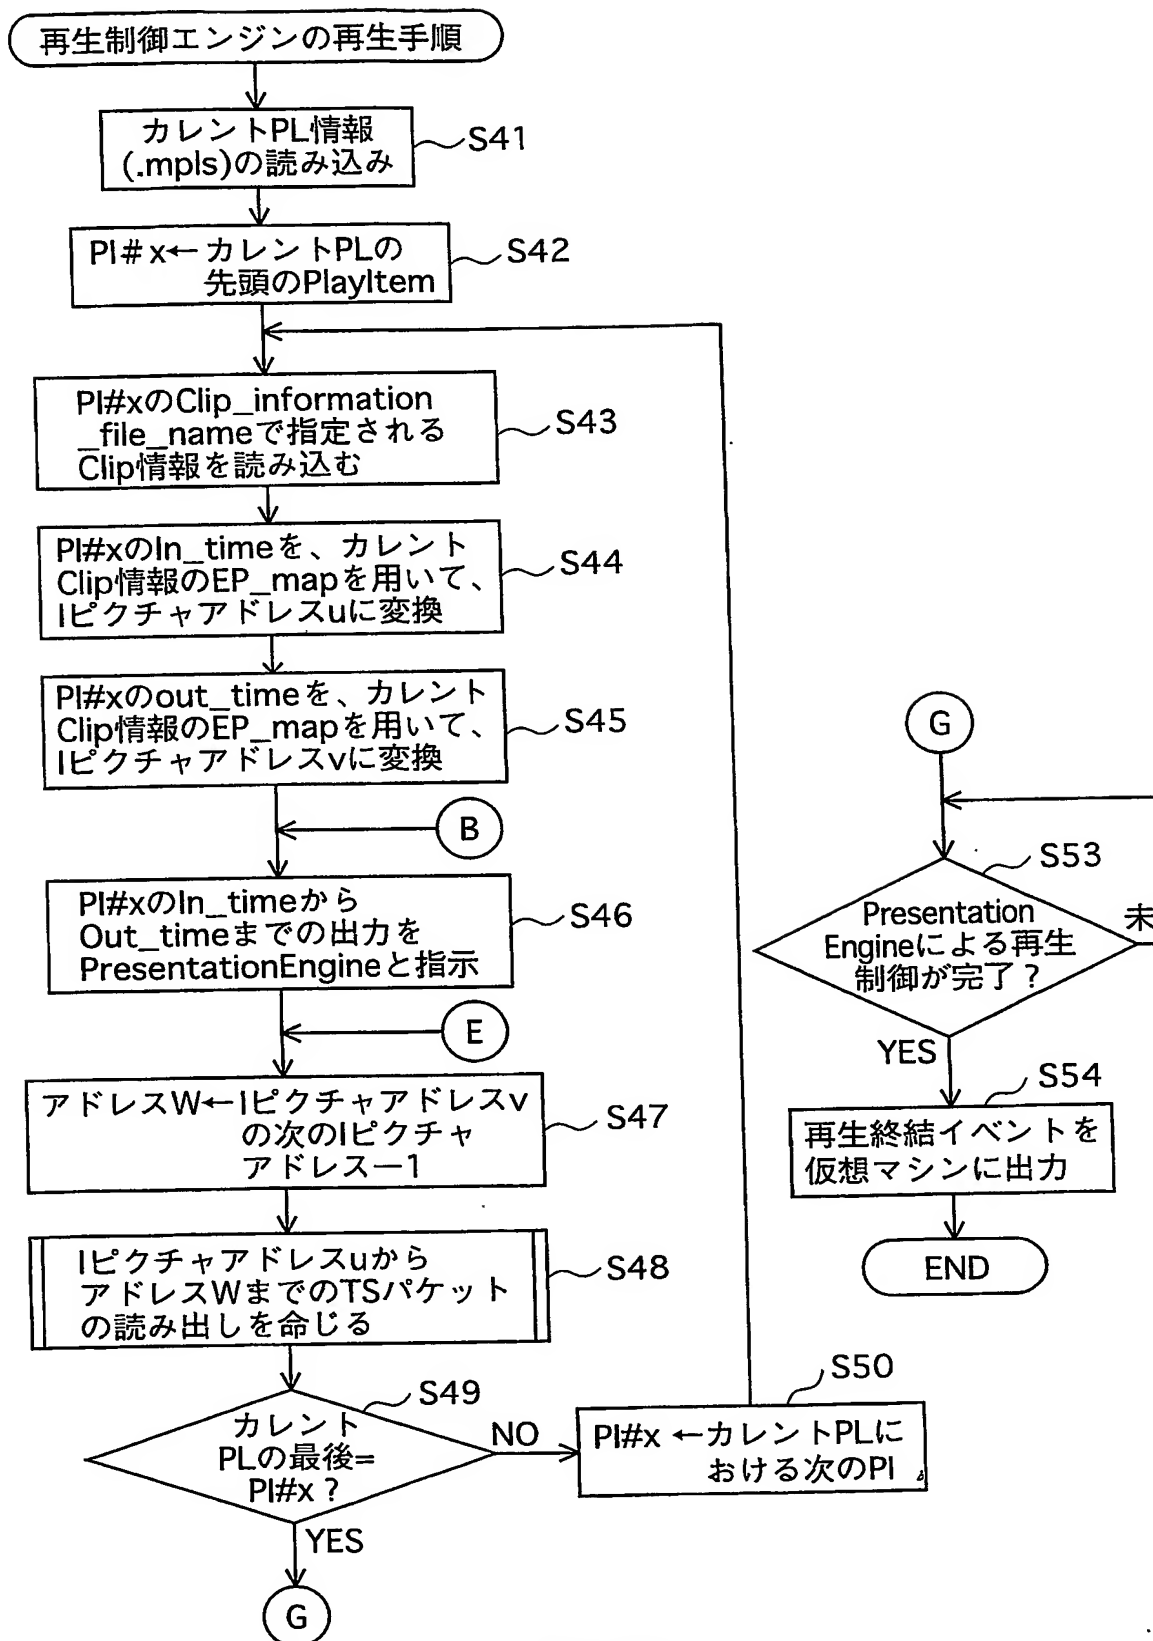 再生制御エンジンの再生手順
カレントPL情報
(.mpls)の読み込み
S41
PI#x←カレントPLの
先頭のPlayItem
S42
PI#xのClip_information
_file_nameで指定される
Clip情報を読み込む
S43
PI#xのIn_timeを、カレント
Clip情報のEP_mapを用いて、
Iピクチャアドレスuに変換
S44
PI#xのout_timeを、カレント
Clip情報のEP_mapを用いて、
Iピクチャアドレスvに変換
S45
B
PI#xのIn_timeから
Out_timeまでの出力を
PresentationEngineと指示
S46
E
アドレスW←Iピクチャアドレスv
の次のIピクチャ
アドレスー1
S47
Iピクチャアドレスuから
アドレスWまでのTSパケット
の読み出しを命じる
S48
カレント
PLの最後=
PI#x？
S49
NO
YES
PI#x ←カレントPLに
おける次のPI
S50
G
G
Presentation
Engineによる再生
制御が完了？
S53
未
YES
再生終結イベントを
仮想マシンに出力
S54
END